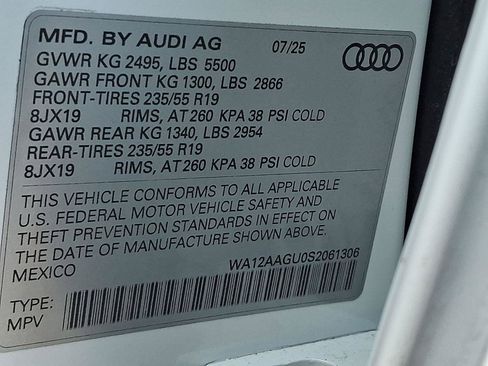 MFD. BY AUDI AG 07/25
GVWR KG 2495, LBS 5500
GAWR FRONT KG 1300, LBS 2866
FRONT-TIRES 235/55 R19
8JX19 RIMS, AT 260 KPA 38 PSI COLD
GAWR REAR KG 1340, LBS 2954
REAR-TIRES 235/55 R19
8JX19 RIMS, AT 260 KPA 38 PSI COLD
THIS VEHICLE CONFORMS TO ALL APPLICABLE
U.S. FEDERAL MOTOR VEHICLE SAFETY AND
THEFT PREVENTION STANDARDS IN EFFECT ON
THE DATE OF MANUFACTURE SHOWN ABOVE.
MEXICO
WA12AAGU0S2061306
TYPE:
MPV